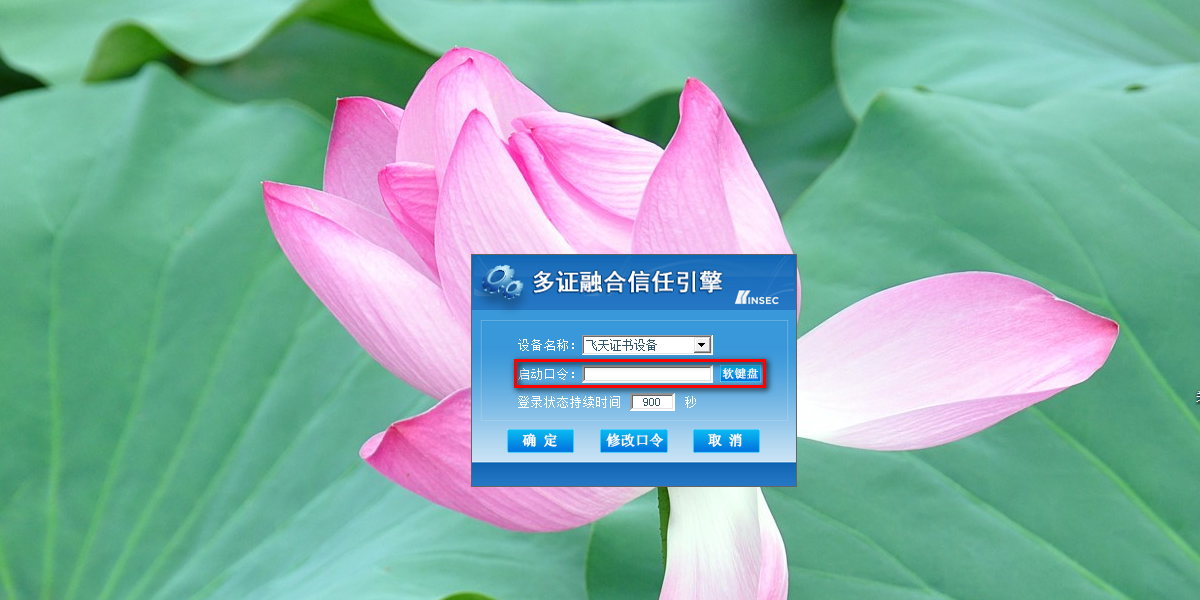 多证融合信任引擎
INSEC
设备名称： 飞天证书设备
启动口令： 软键盘
登录状态持续时间 900 秒
确 定 修改口令 取 消